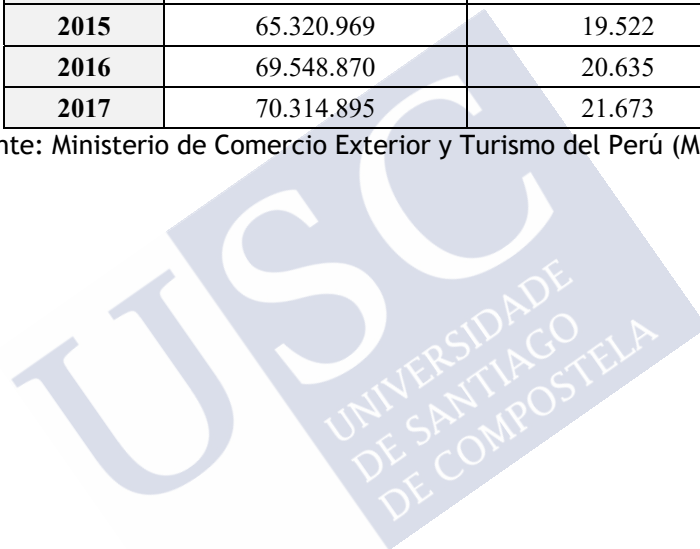 2015 65.320.969 19.522
2016 69.548.870 20.635
2017 70.314.895 21.673
nte: Ministerio de Comercio Exterior y Turismo del Perú (M
USC
UNIVERSIDADE
DE SANTIAGO
DE COMPOSTELA